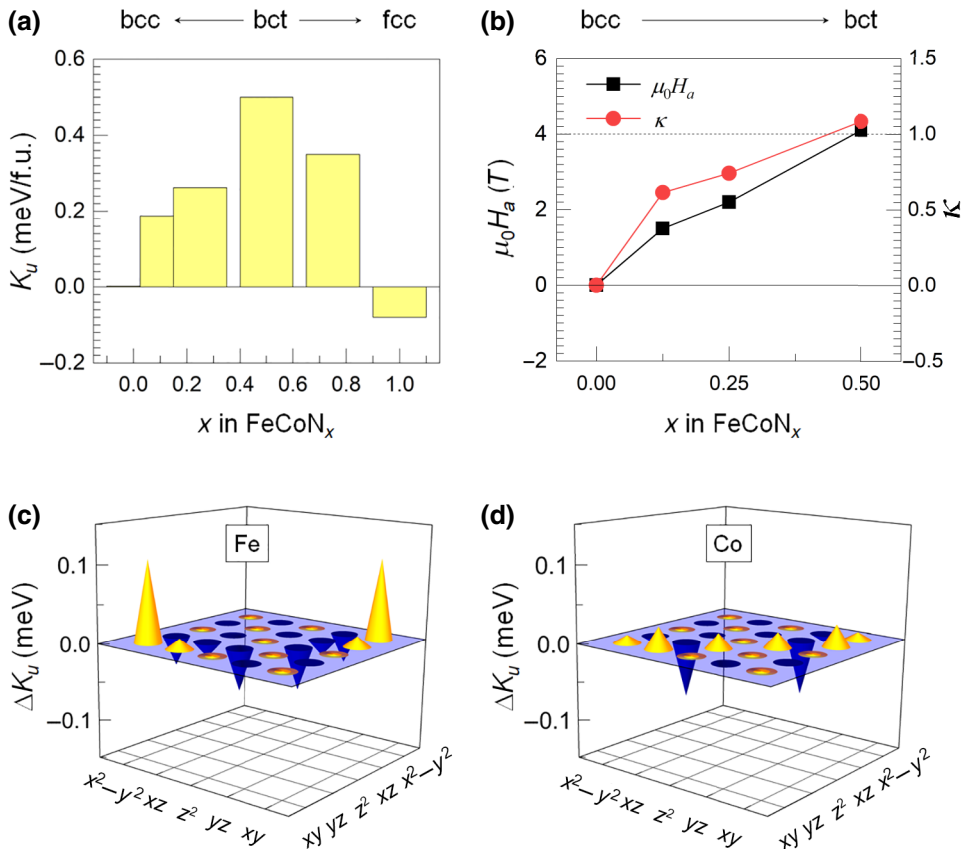 (a)
bcc ← bct → fcc
0.6
0.4
0.2
0.0
–0.2
K_u (meV/f.u.)
0.0 0.2 0.4 0.6 0.8 1.0
x in FeCoN_x
(b)
bcc → bct
6
4
2
0
–2
μ₀H_a (T)
μ₀H_a
κ
1.5
1.0
0.5
0.0
–0.5
κ
0.00 0.25 0.50
x in FeCoN_x
(c)
Fe
0.1
0.0
–0.1
ΔK_u (meV)
x²–y² xz z² yz xy
xy yz z² xz x²–y²
(d)
Co
0.1
0.0
–0.1
ΔK_u (meV)
x²–y² xz z² yz xy
xy yz z² xz x²–y²